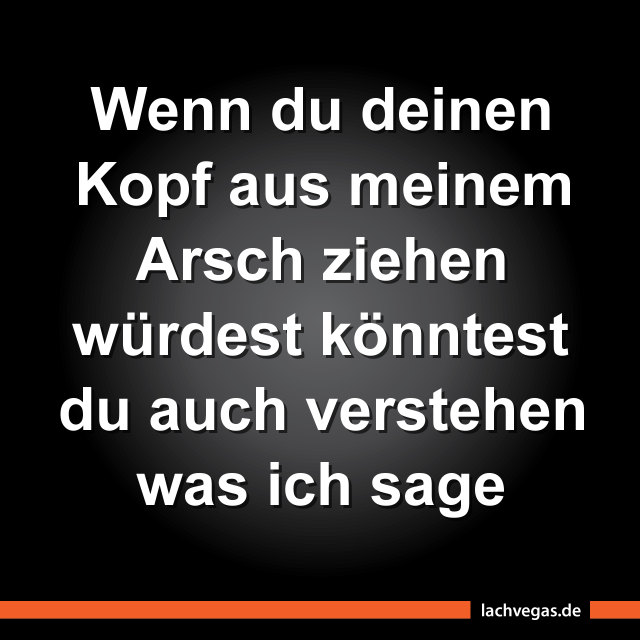 Wenn du deinen
Kopf aus meinem
Arsch ziehen
würdest könntest
du auch verstehen
was ich sage
lachvegas.de